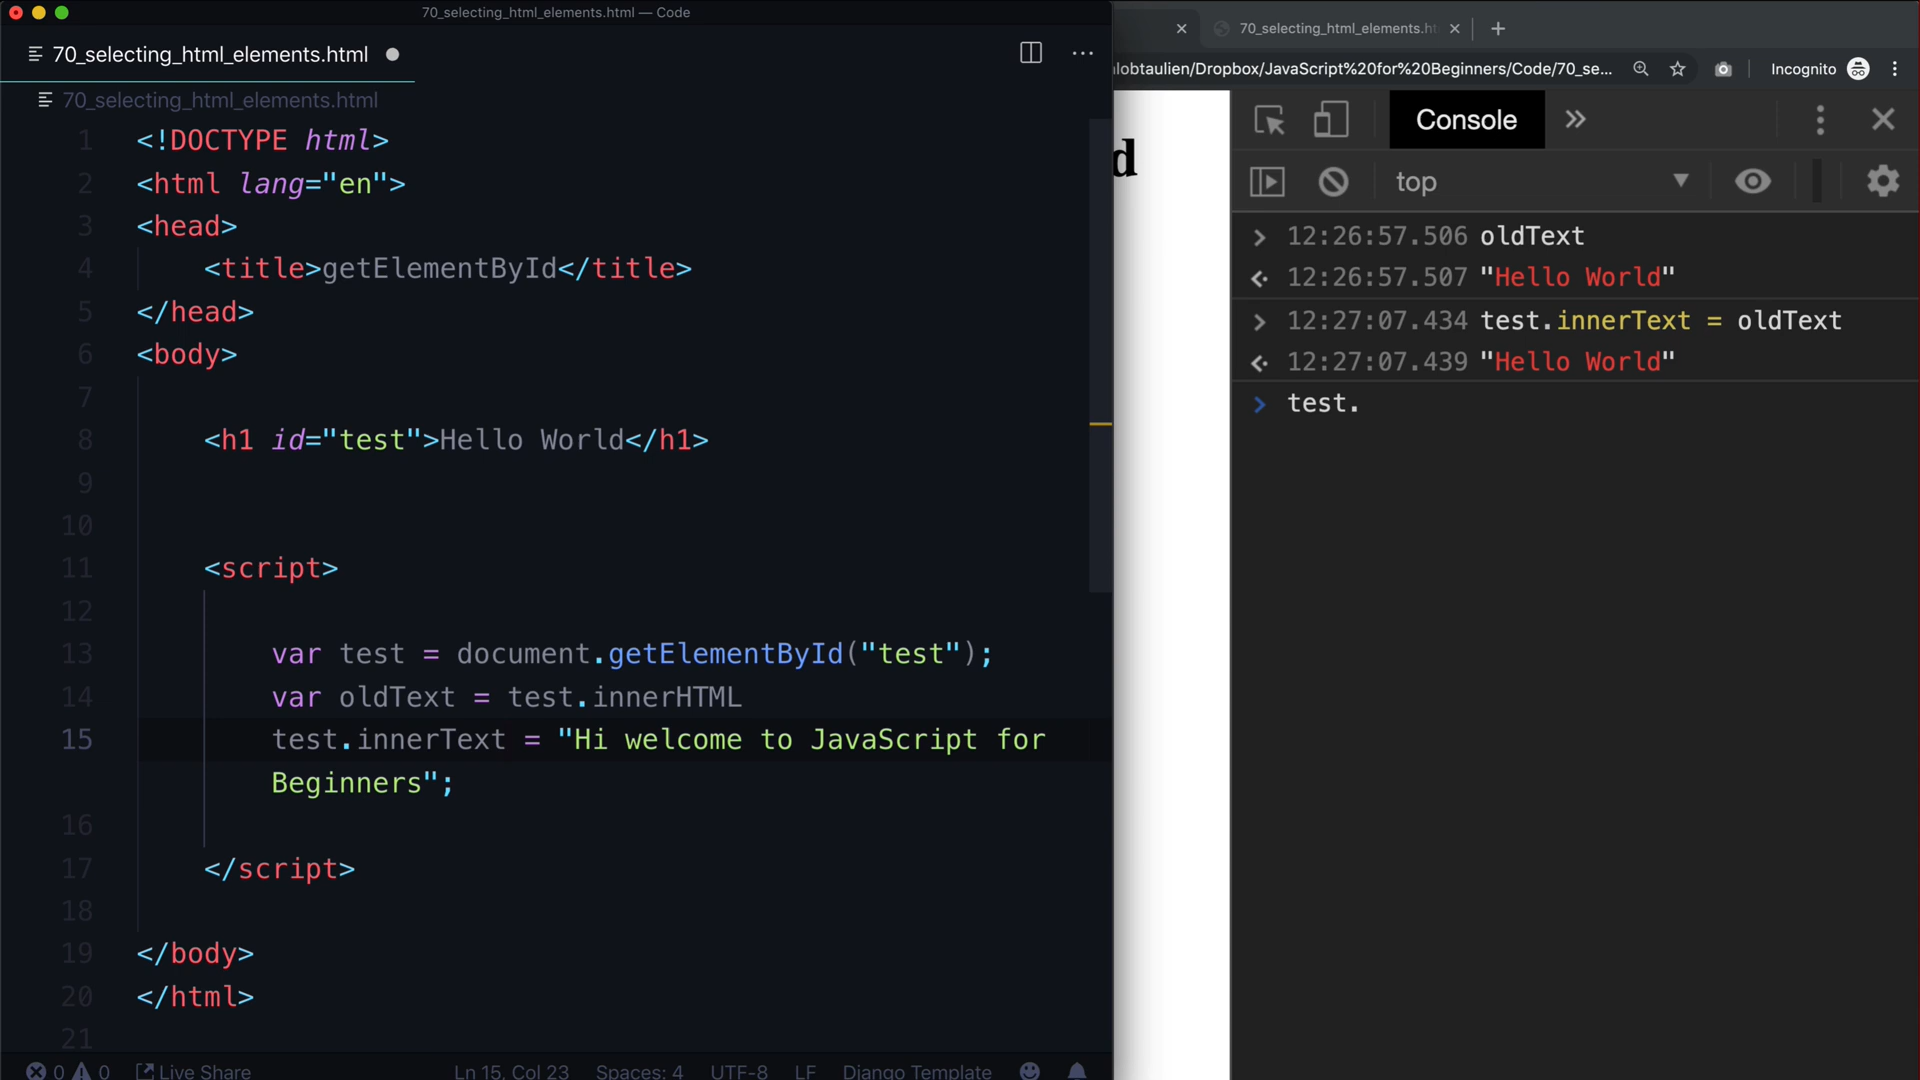 70_selecting_html_elements.html — Code
70_selecting_html_elements.html
70_selecting_html_elements.html
1 <!DOCTYPE html>
2 <html lang="en">
3 <head>
4 <title>getElementById</title>
5 </head>
6 <body>
7
8 <h1 id="test">Hello World</h1>
9
10
11 <script>
12
13 var test = document.getElementById("test");
14 var oldText = test.innerHTML
15 test.innerText = "Hi welcome to JavaScript for
Beginners";
16
17 </script>
18
19 </body>
20 </html>
21
0 0 Live Share Ln 15, Col 23 Spaces: 4 UTF-8 LF Django Template
70_selecting_html_elements.ht
lobtaulien/Dropbox/JavaScript%20for%20Beginners/Code/70_se... Incognito
d
Console
top
12:26:57.506 oldText
12:26:57.507 "Hello World"
12:27:07.434 test.innerText = oldText
12:27:07.439 "Hello World"
test.